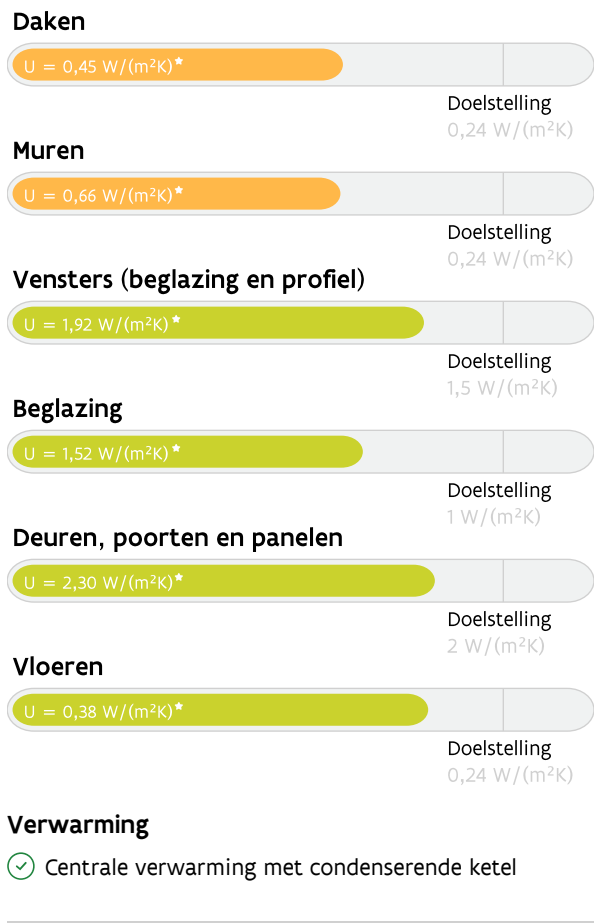 Daken
U = 0,45 W/(m²K)*
Doelstelling
0,24 W/(m²K)
Muren
U = 0,66 W/(m²K)*
Doelstelling
0,24 W/(m²K)
Vensters (beglazing en profiel)
U = 1,92 W/(m²K)*
Doelstelling
1,5 W/(m²K)
Beglazing
U = 1,52 W/(m²K)*
Doelstelling
1 W/(m²K)
Deuren, poorten en panelen
U = 2,30 W/(m²K)*
Doelstelling
2 W/(m²K)
Vloeren
U = 0,38 W/(m²K)*
Doelstelling
0,24 W/(m²K)
Verwarming
Centrale verwarming met condenserende ketel